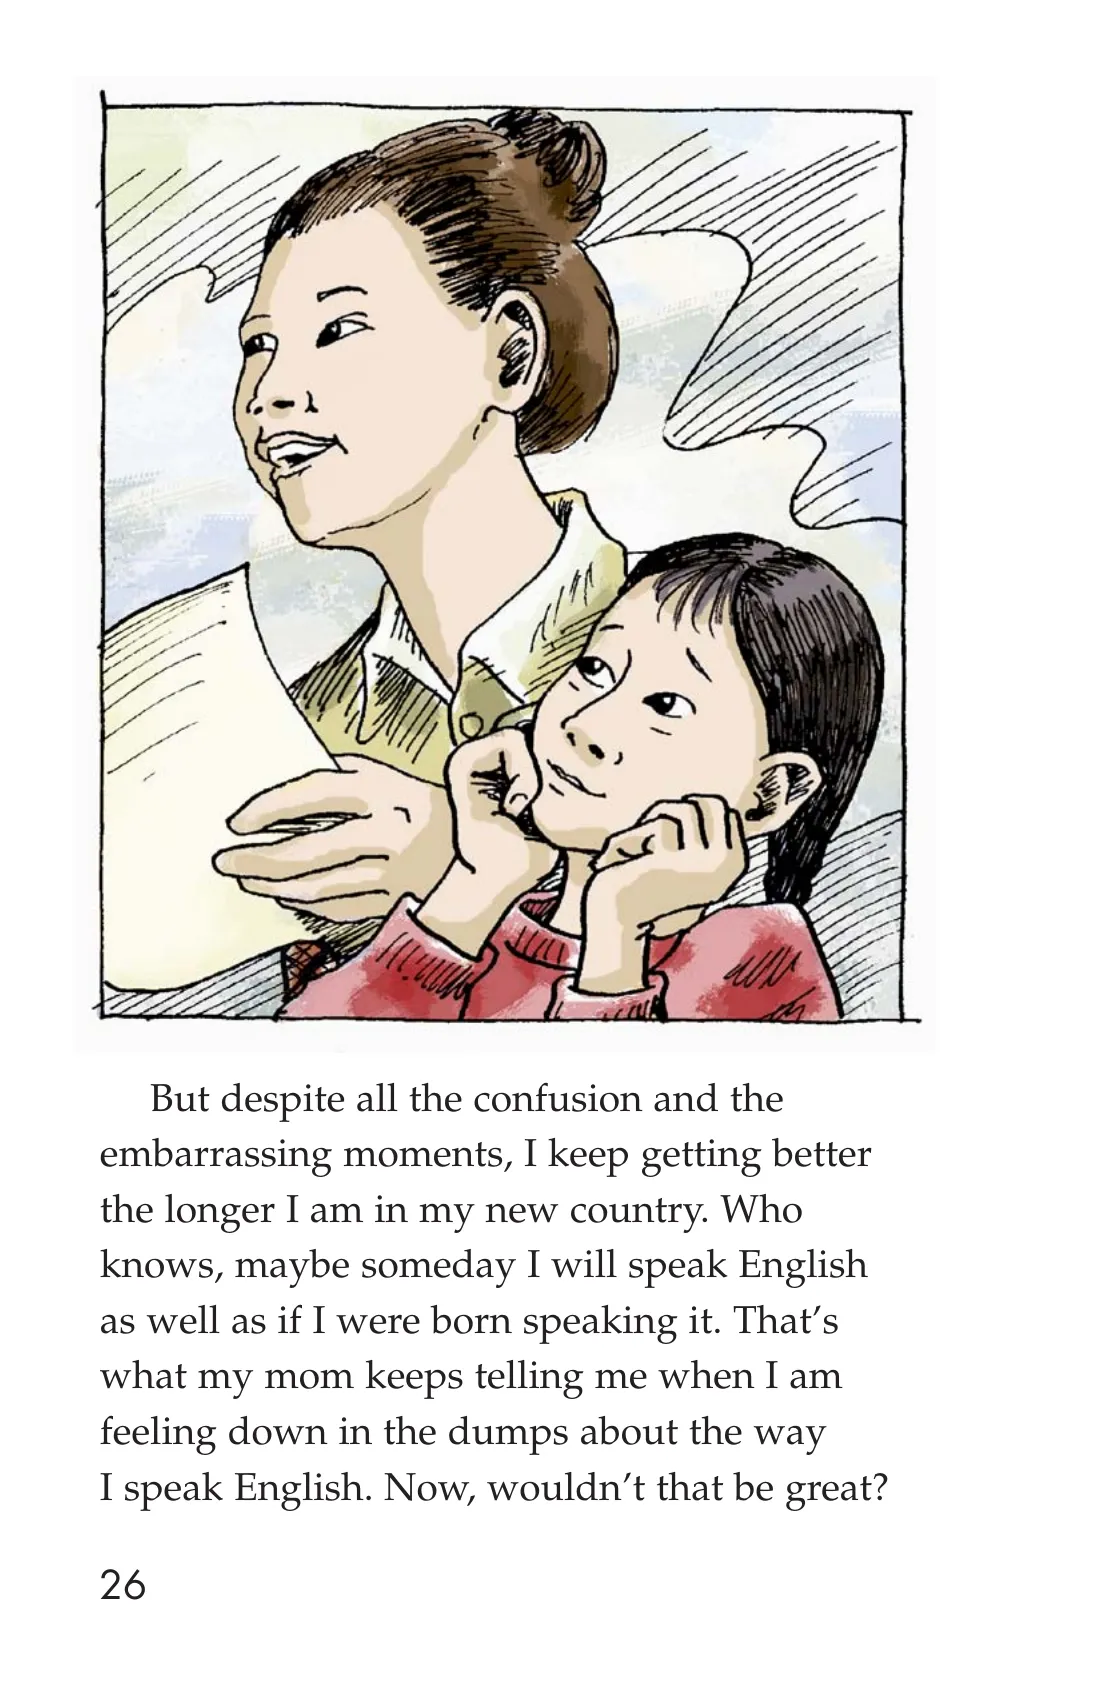 But despite all the confusion and the
embarrassing moments, I keep getting better
the longer I am in my new country. Who
knows, maybe someday I will speak English
as well as if I were born speaking it. That’s
what my mom keeps telling me when I am
feeling down in the dumps about the way
I speak English. Now, wouldn’t that be great?
26